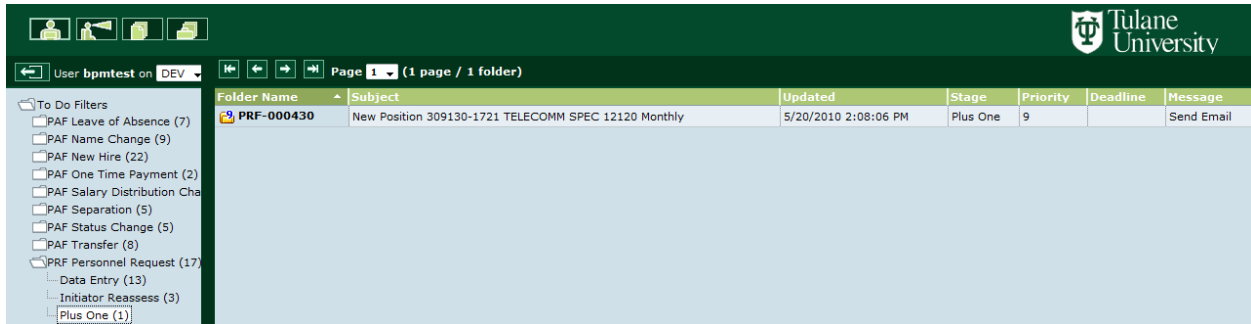 Tulane
University
User bpmtest on DEV
Page 1 (1 page / 1 folder)
To Do Filters
PAF Leave of Absence (7)
PAF Name Change (9)
PAF New Hire (22)
PAF One Time Payment (2)
PAF Salary Distribution Cha
PAF Separation (5)
PAF Status Change (5)
PAF Transfer (8)
PRF Personnel Request (17)
Data Entry (13)
Initiator Reassess (3)
Plus One (1)
Folder Name Subject Updated Stage Priority Deadline Message
PRF-000430 New Position 309130-1721 TELECOMM SPEC 12120 Monthly 5/20/2010 2:08:06 PM Plus One 9 Send Email